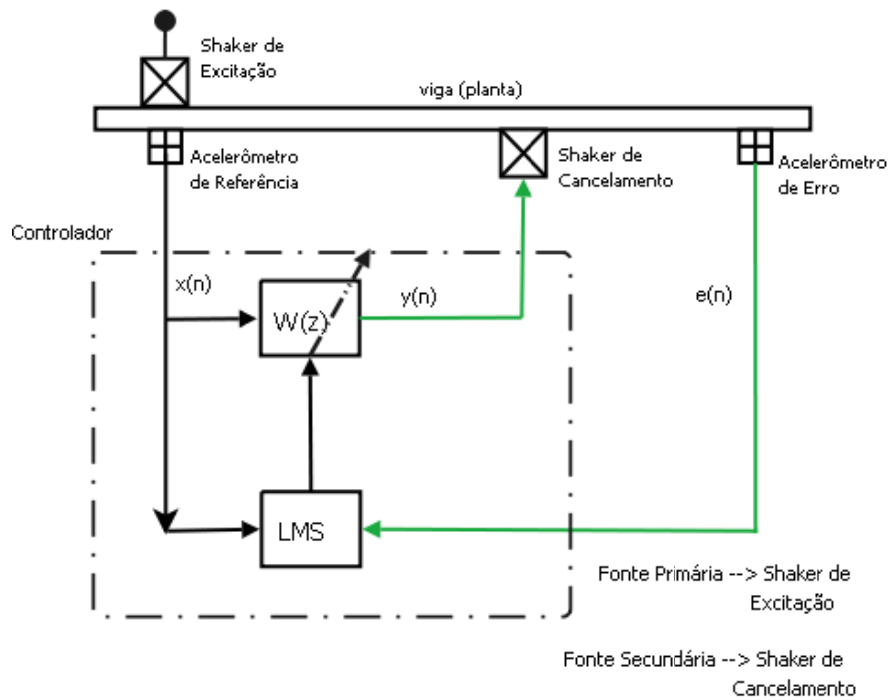 Shaker de
Excitação
viga (planta)
Acelerômetro
de Referência
Shaker de
Cancelamento
Acelerômetro
de Erro
Controlador
x(n)
W(z)
y(n)
e(n)
LMS
Fonte Primária --> Shaker de
Excitação
Fonte Secundária --> Shaker de
Cancelamento